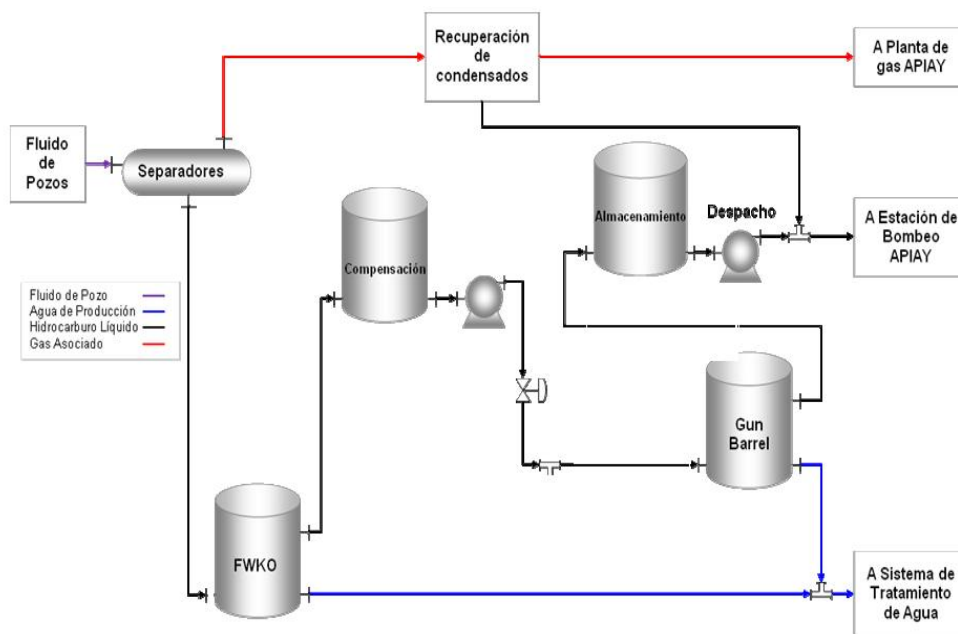 Recuperación
de
condensados
A Planta de
gas APIAY
Fluido
de
Pozos
Separadores
Almacenamiento
Despacho
A Estación de
Bombeo
APIAY
Compensación
Fluido de Pozo
Agua de Producción
Hidrocarburo Líquido
Gas Asociado
Gun
Barrel
FWKO
A Sistema de
Tratamiento
de Agua